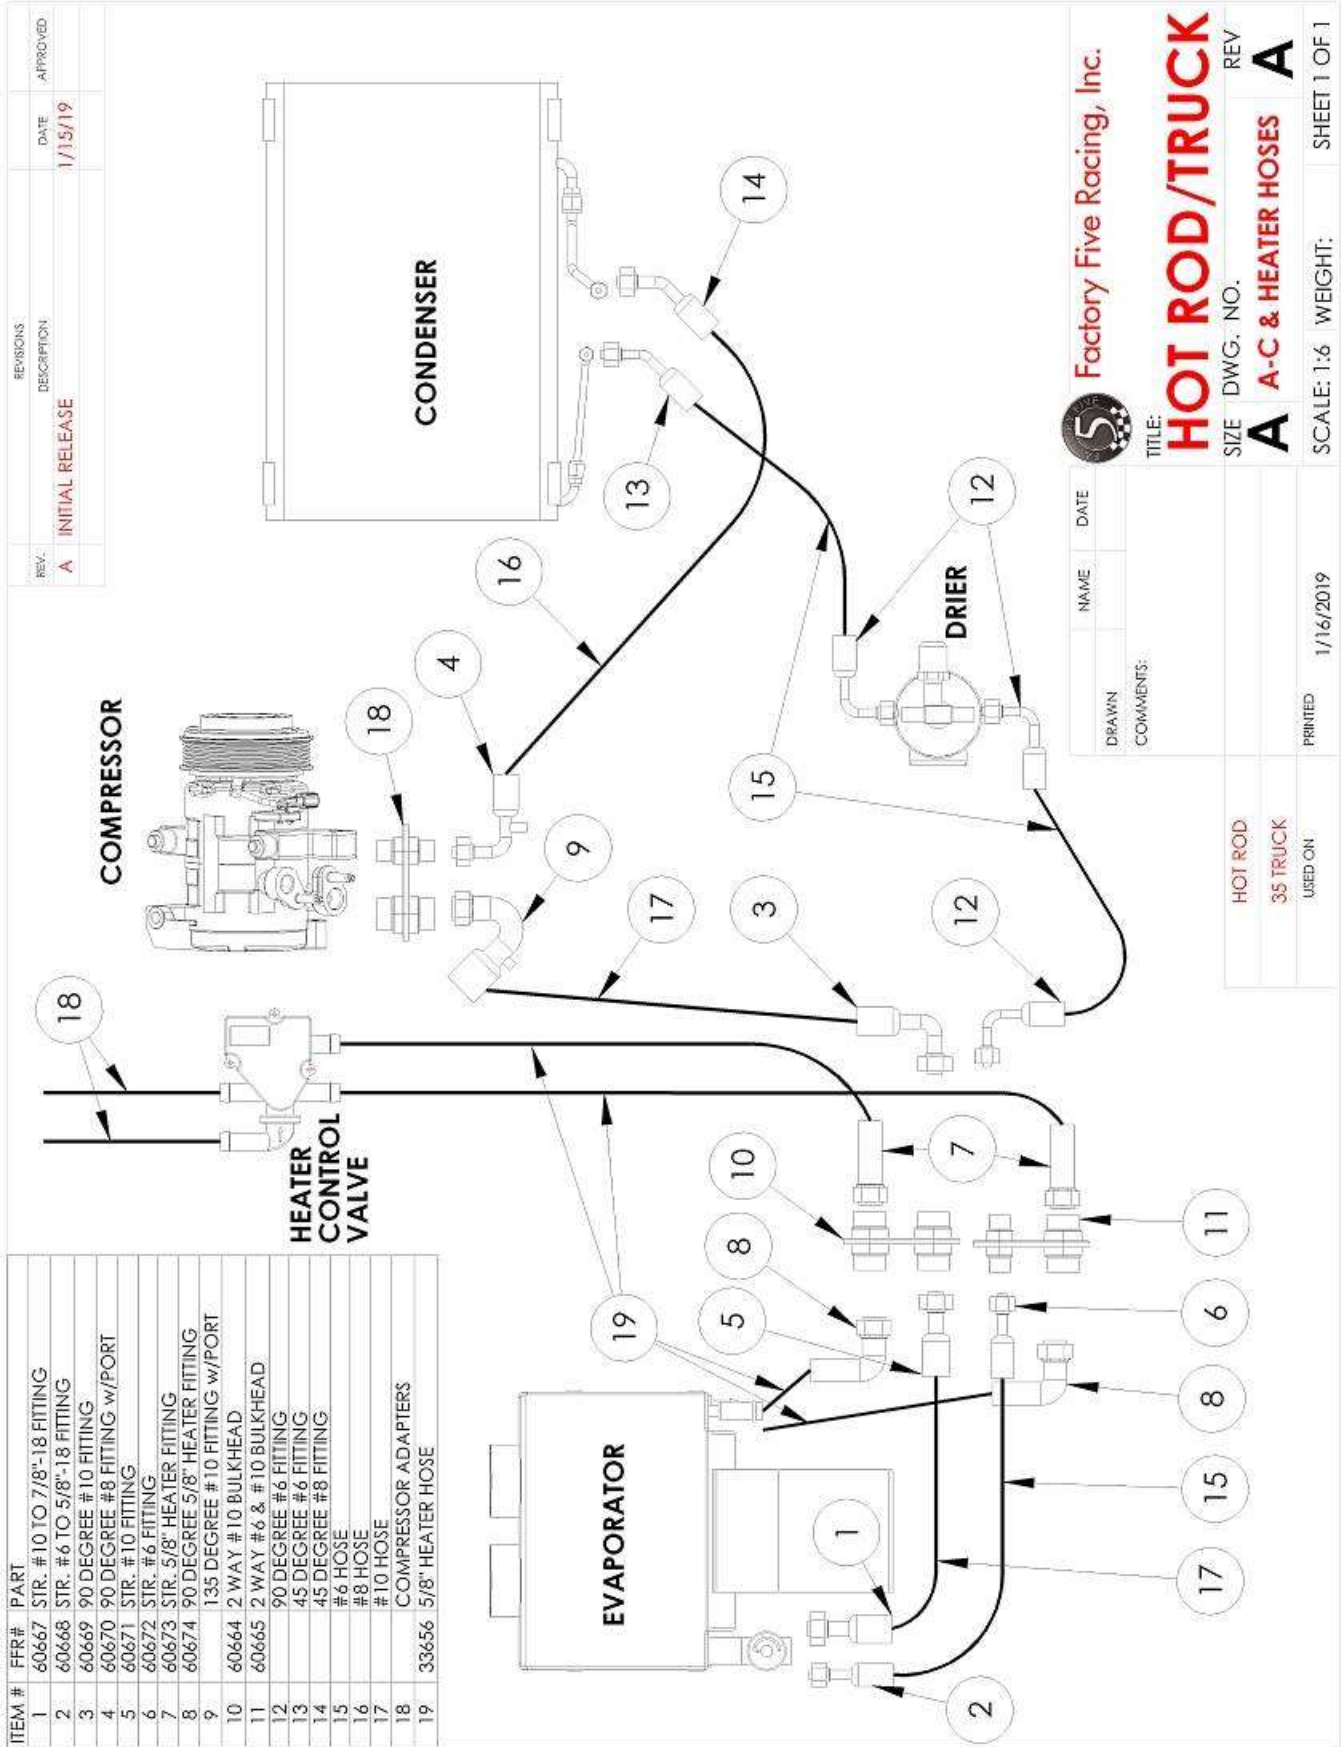 ITEM # FFR# PART
1 60667 STR. #10 TO 7/8"-18 FITTING
2 60668 STR. #6 TO 5/8"-18 FITTING
3 60669 90 DEGREE #10 FITTING
4 60670 90 DEGREE #8 FITTING w/PORT
5 60671 STR. #10 FITTING
6 60672 STR. #6 FITTING
7 60673 STR. 5/8" HEATER FITTING
8 60674 90 DEGREE 5/8" HEATER FITTING
9 135 DEGREE #10 FITTING w/PORT
10 60664 2 WAY #10 BULKHEAD
11 60665 2 WAY #6 & #10 BULKHEAD
12 90 DEGREE #6 FITTING
13 45 DEGREE #6 FITTING
14 45 DEGREE #8 FITTING
15 #6 HOSE
16 #8 HOSE
17 #10 HOSE
18 COMPRESSOR ADAPTERS
19 33656 5/8" HEATER HOSE
REVISIONS
REV. DESCRIPTION DATE APPROVED
A INITIAL RELEASE 1/15/19
18
HEATER
CONTROL
VALVE
COMPRESSOR
18
4
16
9
CONDENSER
13
14
17
3
15
12
DRIER
12
EVAPORATOR
19
10
8
5
7
1
2
17
15
8
6
11
HOT ROD
35 TRUCK
USED ON
PRINTED 1/16/2019
NAME DATE
DRAWN
COMMENTS:
5
Factory Five Racing, Inc.
TITLE:
HOT ROD/TRUCK
SIZE DWG. NO. REV
A A-C & HEATER HOSES A
SCALE: 1:6 WEIGHT: SHEET 1 OF 1